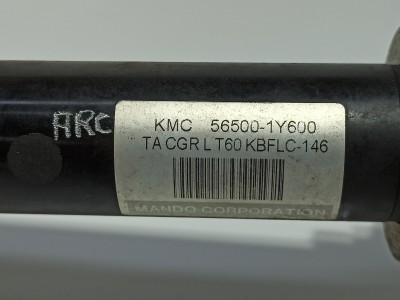 ARC
KMC 56500-1Y600
TA CGR L T60 KBFLC-146
MANDO CORPORATION